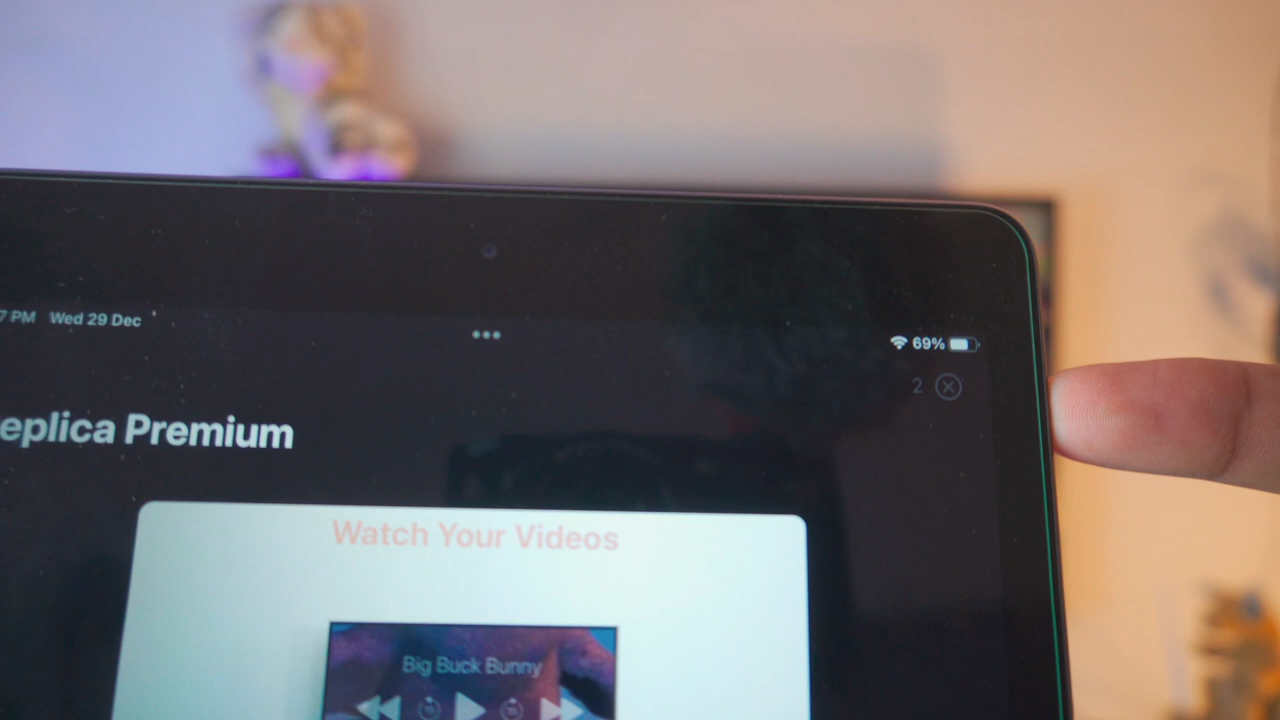 7 PM Wed 29 Dec
69%
2
eplica Premium
Watch Your Videos
Big Buck Bunny